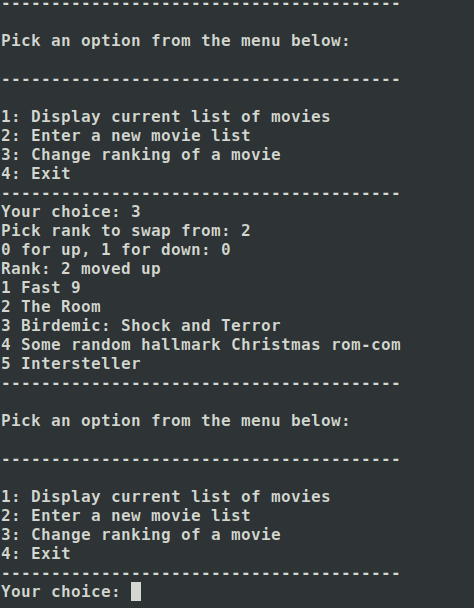 ----------------------------------------
Pick an option from the menu below:
----------------------------------------
1: Display current list of movies
2: Enter a new movie list
3: Change ranking of a movie
4: Exit
----------------------------------------
Your choice: 3
Pick rank to swap from: 2
0 for up, 1 for down: 0
Rank: 2 moved up
1 Fast 9
2 The Room
3 Birdemic: Shock and Terror
4 Some random hallmark Christmas rom-com
5 Intersteller
----------------------------------------
Pick an option from the menu below:
----------------------------------------
1: Display current list of movies
2: Enter a new movie list
3: Change ranking of a movie
4: Exit
----------------------------------------
Your choice: